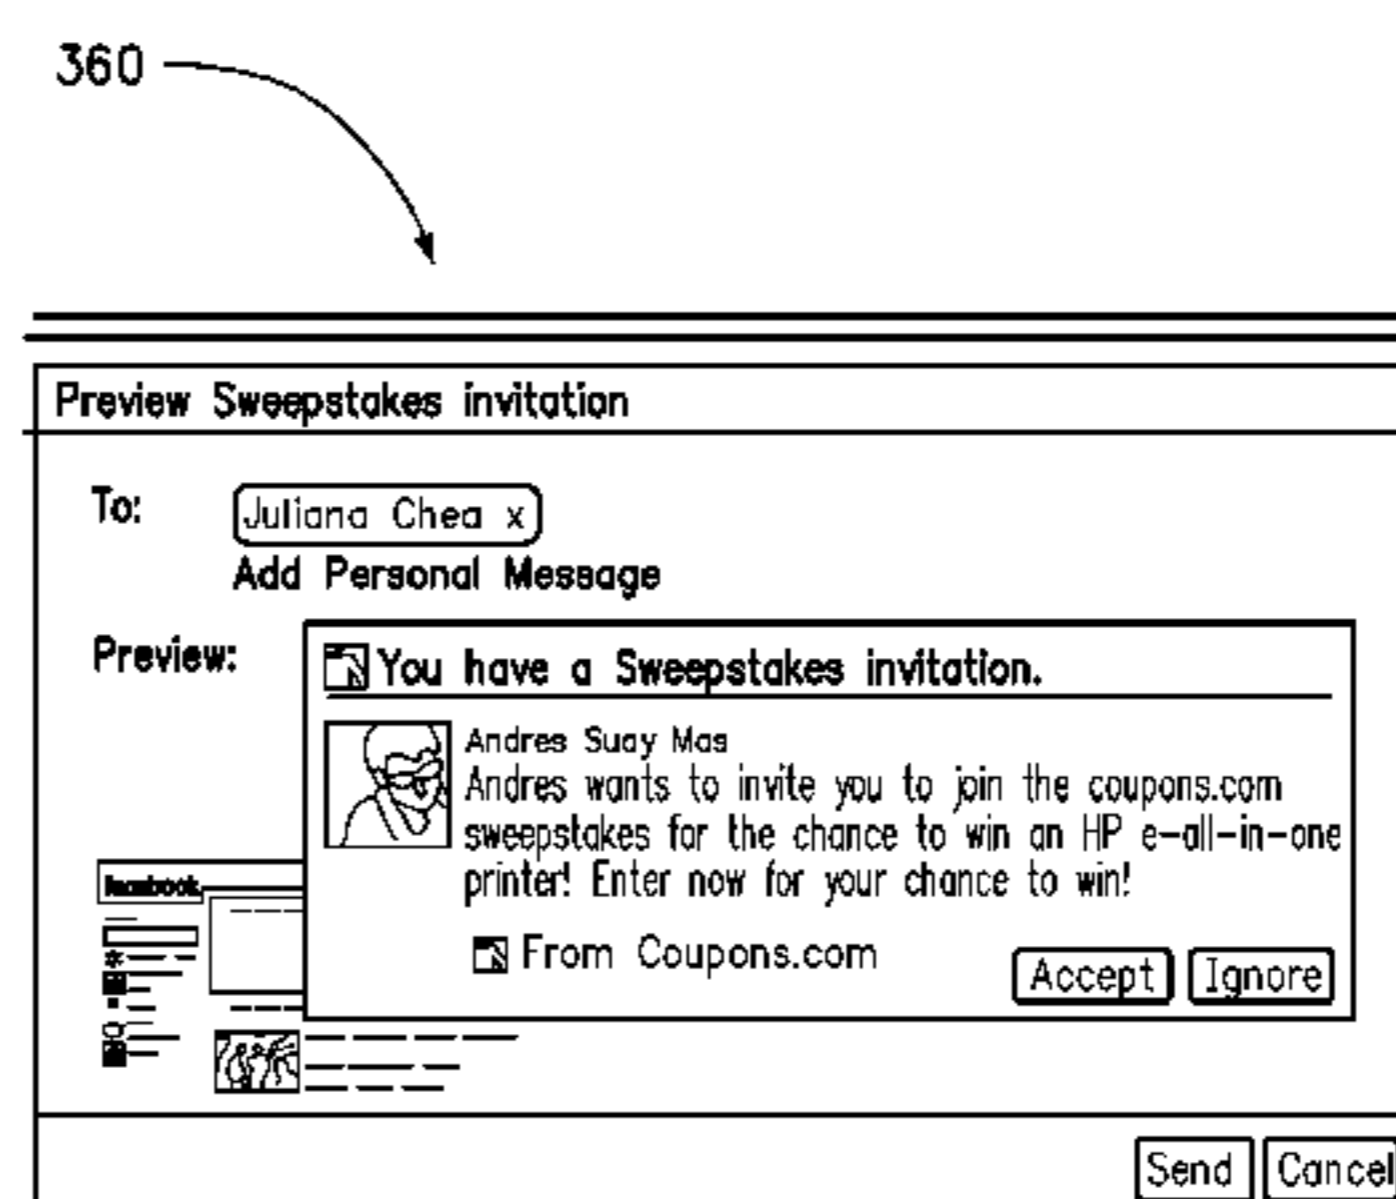 360
Preview Sweepstakes invitation
To:
Juliana Chea x
Add Personal Message
Preview:
You have a Sweepstakes invitation.
Andres Suay Mas
Andres wants to invite you to join the coupons.com
sweepstakes for the chance to win an HP e-all-in-one
printer! Enter now for your chance to win!
From Coupons.com
Accept
Ignore
facebook
Send
Cancel